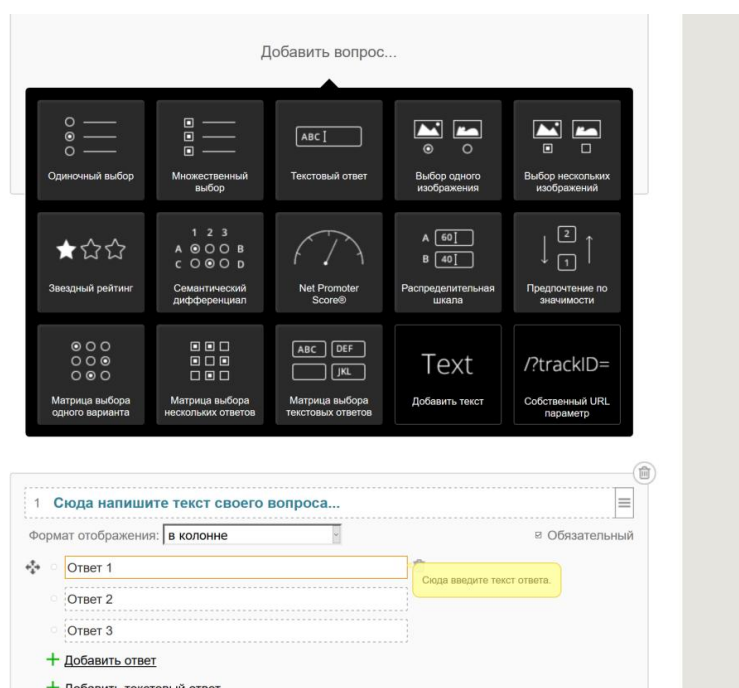 Добавить вопрос...
ABC
Одиночный выбор
Множественный
выбор
Текстовый ответ
Выбор одного
изображения
Выбор нескольких
изображений
1 2 3
A B
C D
A 60
B 40
2
1
Звездный рейтинг
Семантический
дифференциал
Net Promoter
Score®
Распределительная
шкала
Предпочтение по
значимости
ABC DEF
JKL
Text
/?trackID=
Матрица выбора
одного варианта
Матрица выбора
нескольких ответов
Матрица выбора
текстовых ответов
Добавить текст
Собственный URL
параметр
1 Сюда напишите текст своего вопроса...
Формат отображения: в колонне
Обязательный
Ответ 1
Сюда введите текст ответа.
Ответ 2
Ответ 3
Добавить ответ
Добавить текстовый ответ